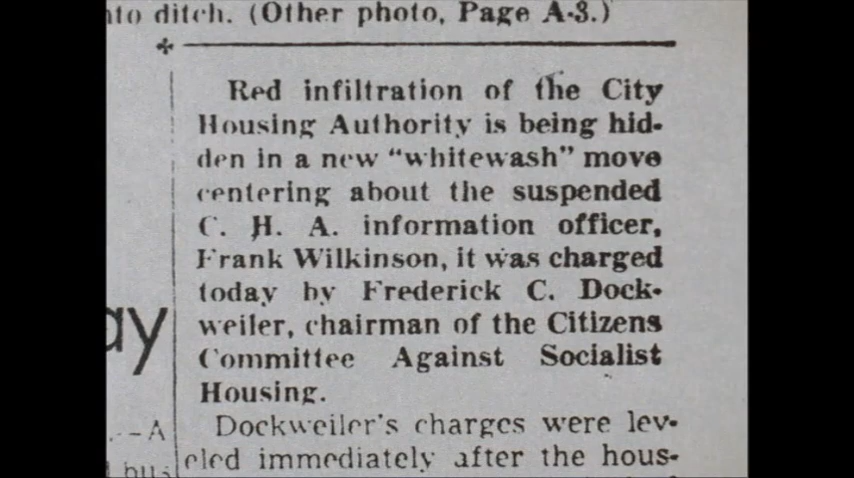 nto ditch. (Other photo, Page A-3.)
Red infiltration of the City
Housing Authority is being hid-
den in a new "whitewash" move
centering about the suspended
C. H. A. information officer,
Frank Wilkinson, it was charged
today by Frederick C. Dock-
weiler, chairman of the Citizens
Committee Against Socialist
Housing.
Dockweiler's charges were lev-
eled immediately after the hous-
ay
—A
bus